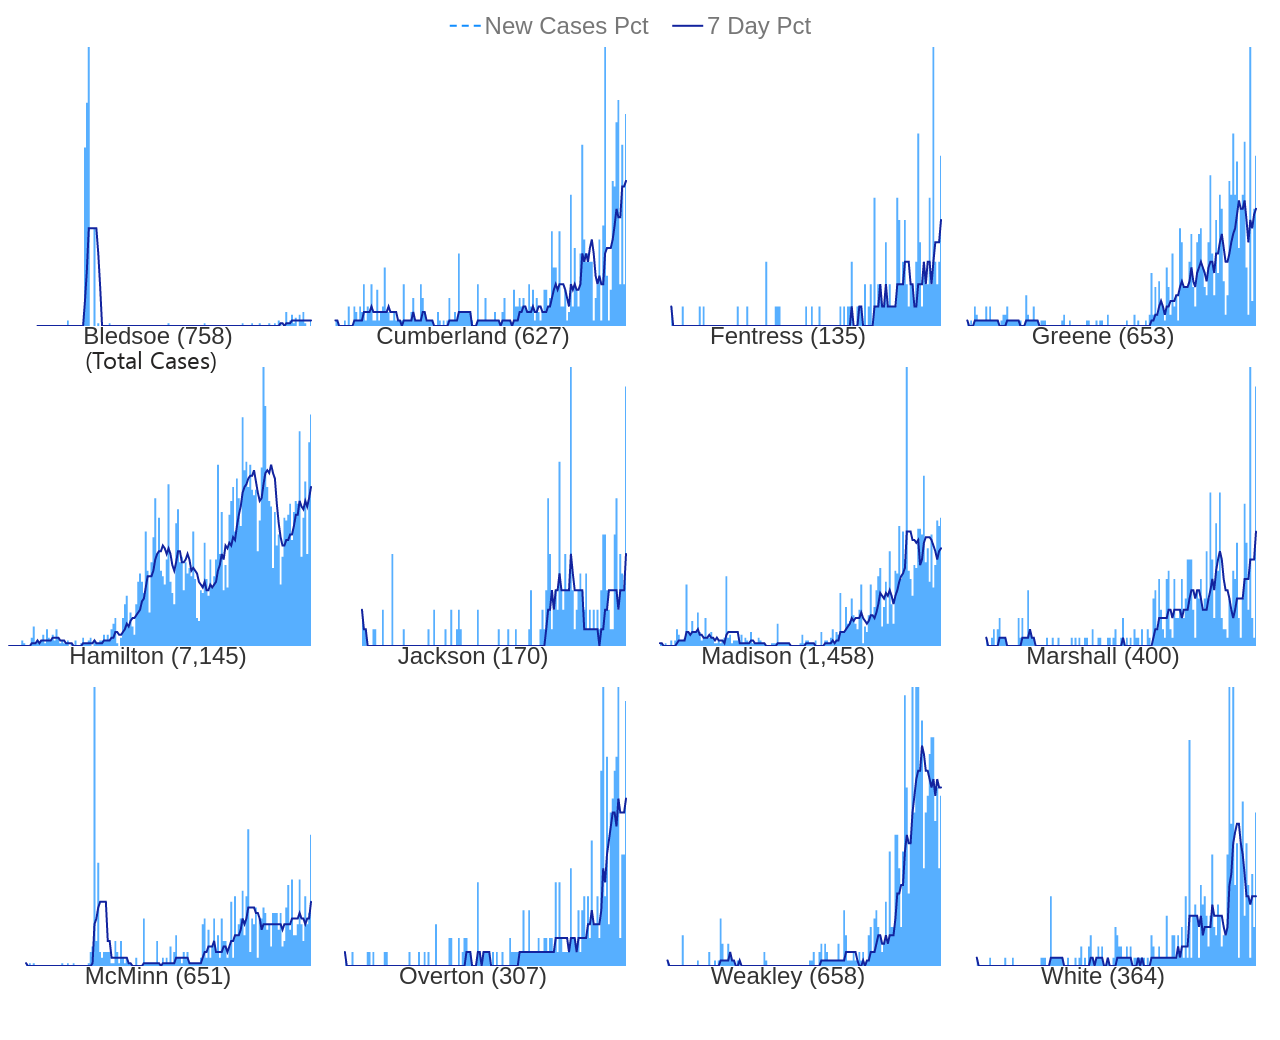 New Cases Pct 7 Day Pct
Bledsoe (758) Cumberland (627) Fentress (135) Greene (653)
(Total Cases)
Hamilton (7,145) Jackson (170) Madison (1,458) Marshall (400)
McMinn (651) Overton (307) Weakley (658) White (364)